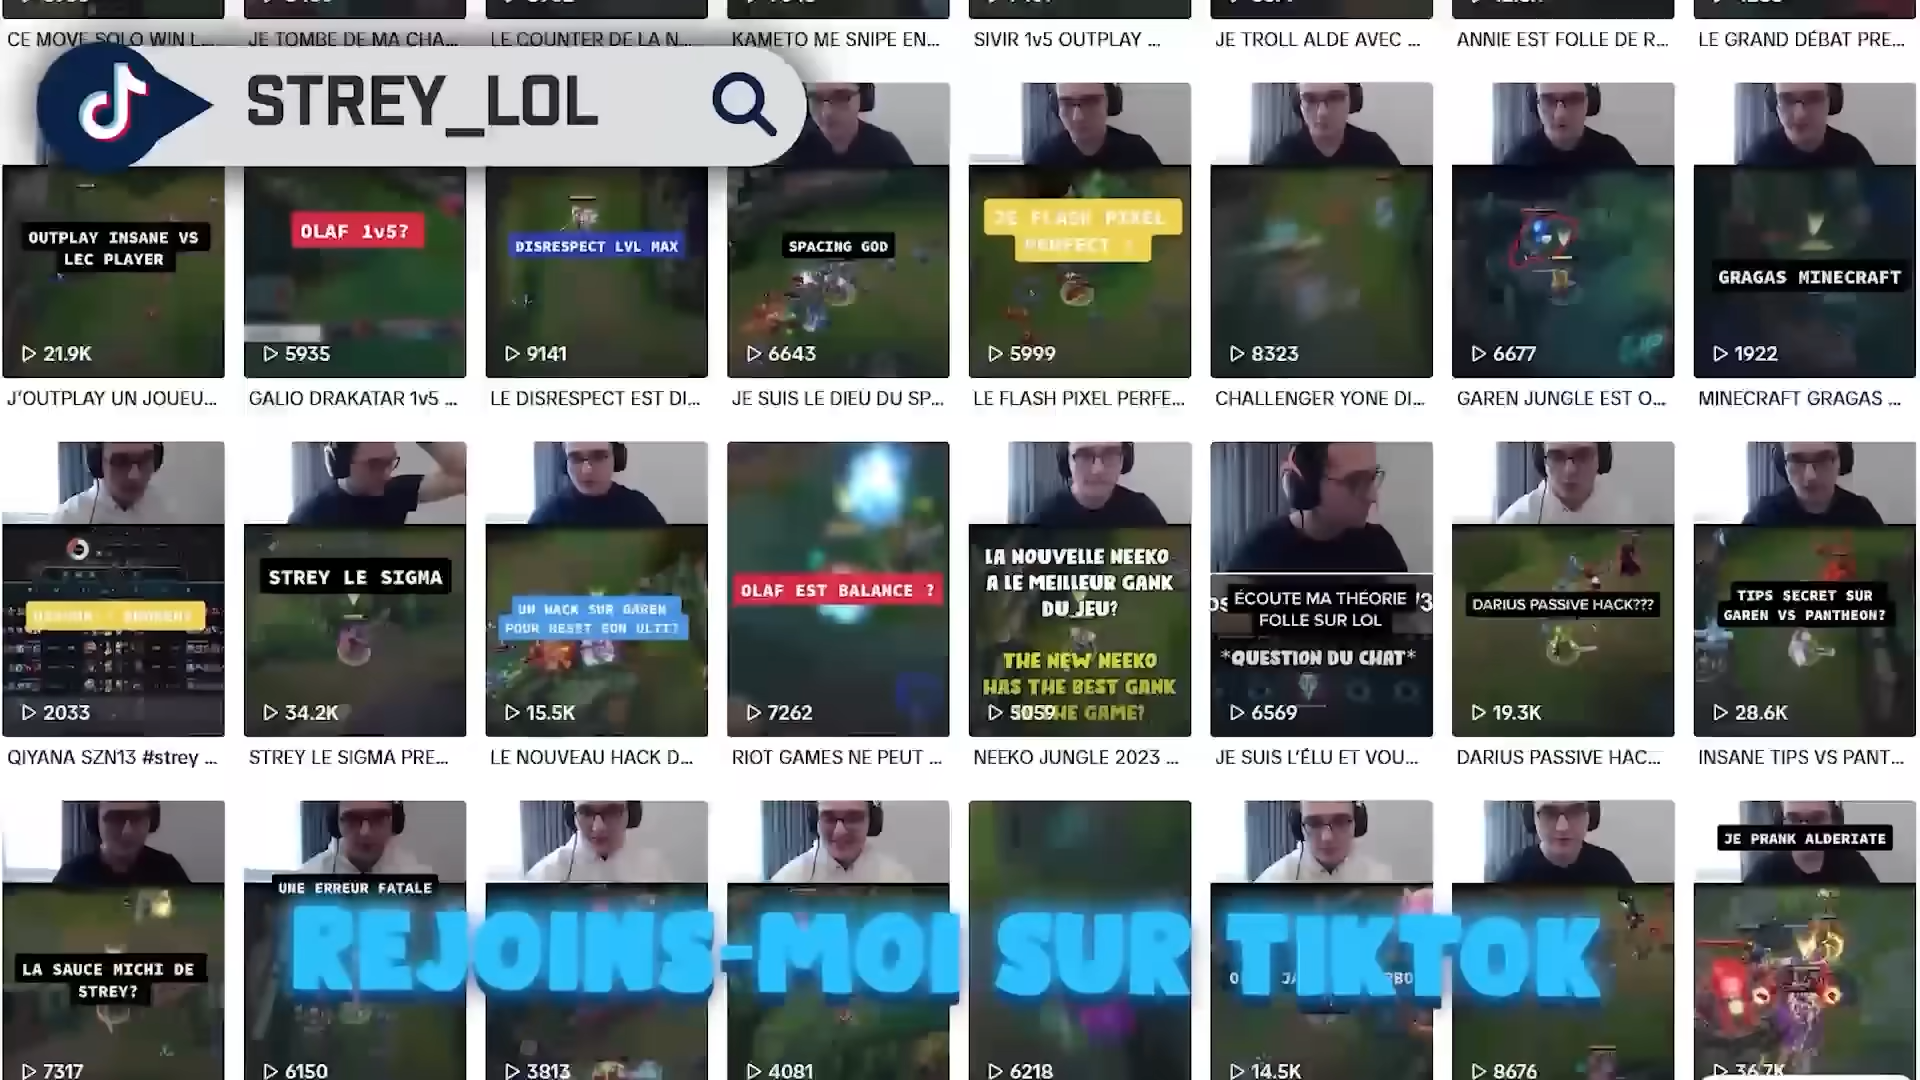 CE MOVE SOLO WIN L...
JE TOMBE DE MA CHA...
LE COUNTER DE LA N...
KAMETO ME SNIPE EN...
SIVIR 1v5 OUTPLAY ...
JE TROLL ALDE AVEC ...
ANNIE EST FOLLE DE R...
LE GRAND DÉBAT PRE...
STREY_LOL
OUTPLAY INSANE VS
LEC PLAYER
OLAF 1v5?
DISRESPECT LVL MAX
SPACING GOD
JE FLASH PIXEL
PERFECT ?
GRAGAS MINECRAFT
21.9K
5935
9141
6643
5999
8323
6677
1922
J'OUTPLAY UN JOUEU...
GALIO DRAKATAR 1v5 ...
LE DISRESPECT EST DI...
JE SUIS LE DIEU DU SP...
LE FLASH PIXEL PERFE...
CHALLENGER YONE DI...
GAREN JUNGLE EST O...
MINECRAFT GRAGAS ...
STREY LE SIGMA
UN HACK SUR GAREN
POUR RESET SON ULTI?
OLAF EST BALANCE ?
LA NOUVELLE NEEKO
A LE MEILLEUR GANK
DU JEU?
THE NEW NEEKO
HAS THE BEST GANK
THE GAME?
ÉCOUTE MA THÉORIE
FOLLE SUR LOL
*QUESTION DU CHAT*
DARIUS PASSIVE HACK???
TIPS SECRET SUR
GAREN VS PANTHEON?
2033
34.2K
15.5K
7262
5059
6569
19.3K
28.6K
QIYANA SZN13 #strey ...
STREY LE SIGMA PRE...
LE NOUVEAU HACK D...
RIOT GAMES NE PEUT ...
NEEKO JUNGLE 2023 ...
JE SUIS L'ÉLU ET VOU...
DARIUS PASSIVE HAC...
INSANE TIPS VS PANT...
JE PRANK ALDERIATE
UNE ERREUR FATALE
LA SAUCE MICHI DE
STREY?
REJOINS-MOI SUR TIKTOK
7317
6150
3813
4081
6218
14.5K
8676
36.7K